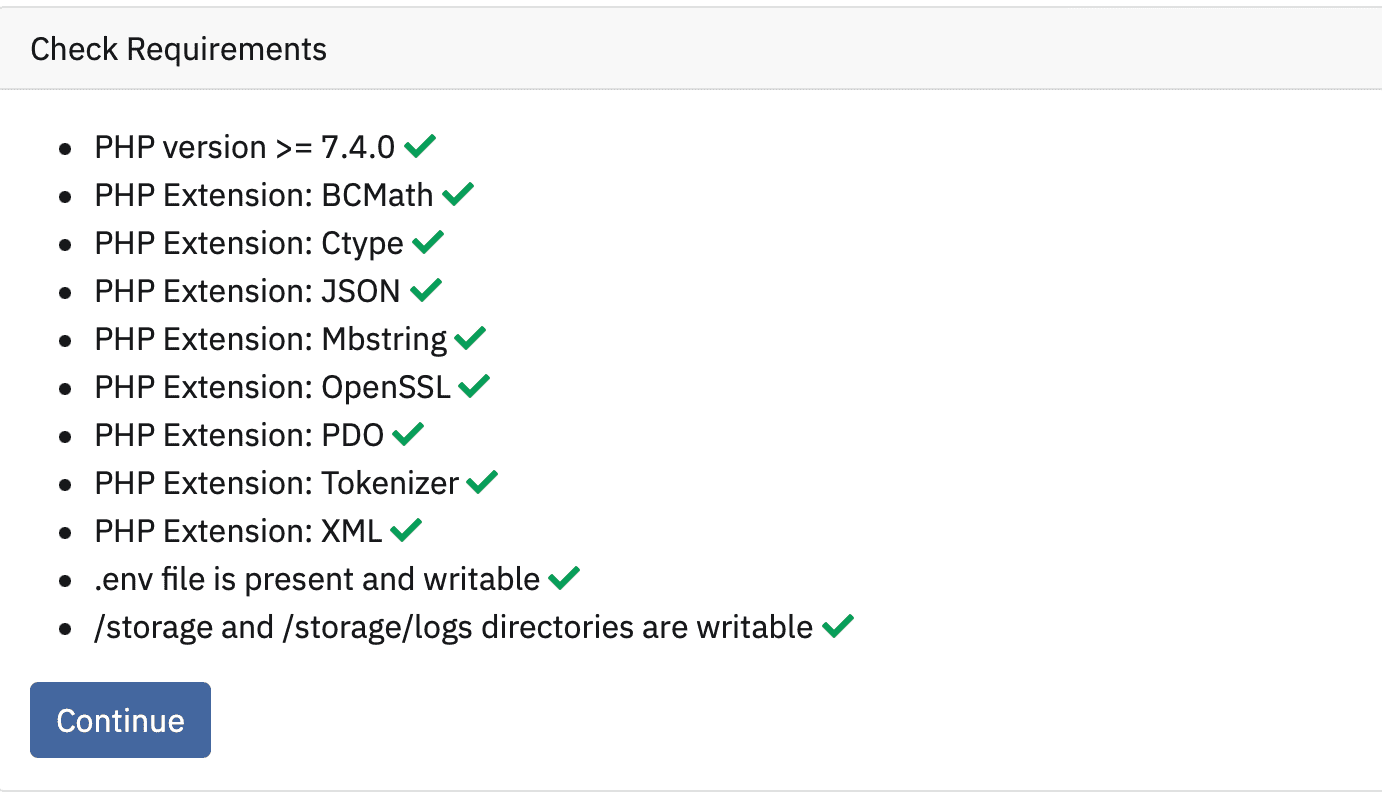 Check Requirements
PHP version >= 7.4.0
PHP Extension: BCMath
PHP Extension: Ctype
PHP Extension: JSON
PHP Extension: Mbstring
PHP Extension: OpenSSL
PHP Extension: PDO
PHP Extension: Tokenizer
PHP Extension: XML
.env file is present and writable
/storage and /storage/logs directories are writable
Continue